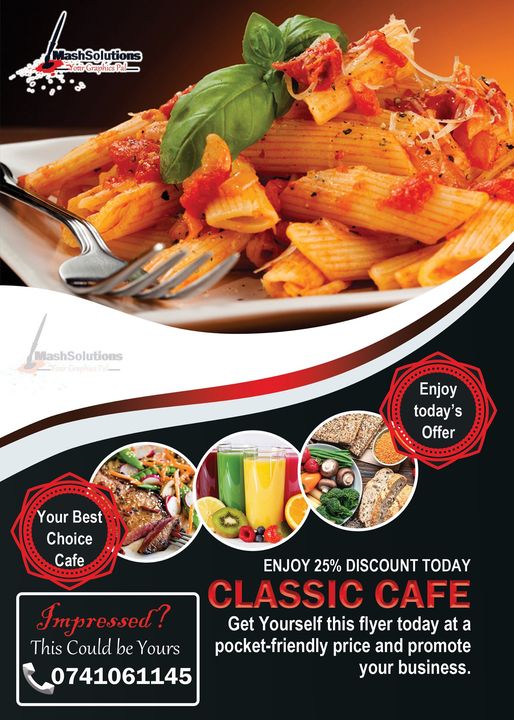 MashSolutions
Your Graphics Pal
MashSolutions
Your Graphics Pal
Enjoy
today's
Offer
Your Best
Choice
Cafe
ENJOY 25% DISCOUNT TODAY
CLASSIC CAFE
Get Yourself this flyer today at a
pocket-friendly price and promote
your business.
Impressed?
This Could be Yours
0741061145